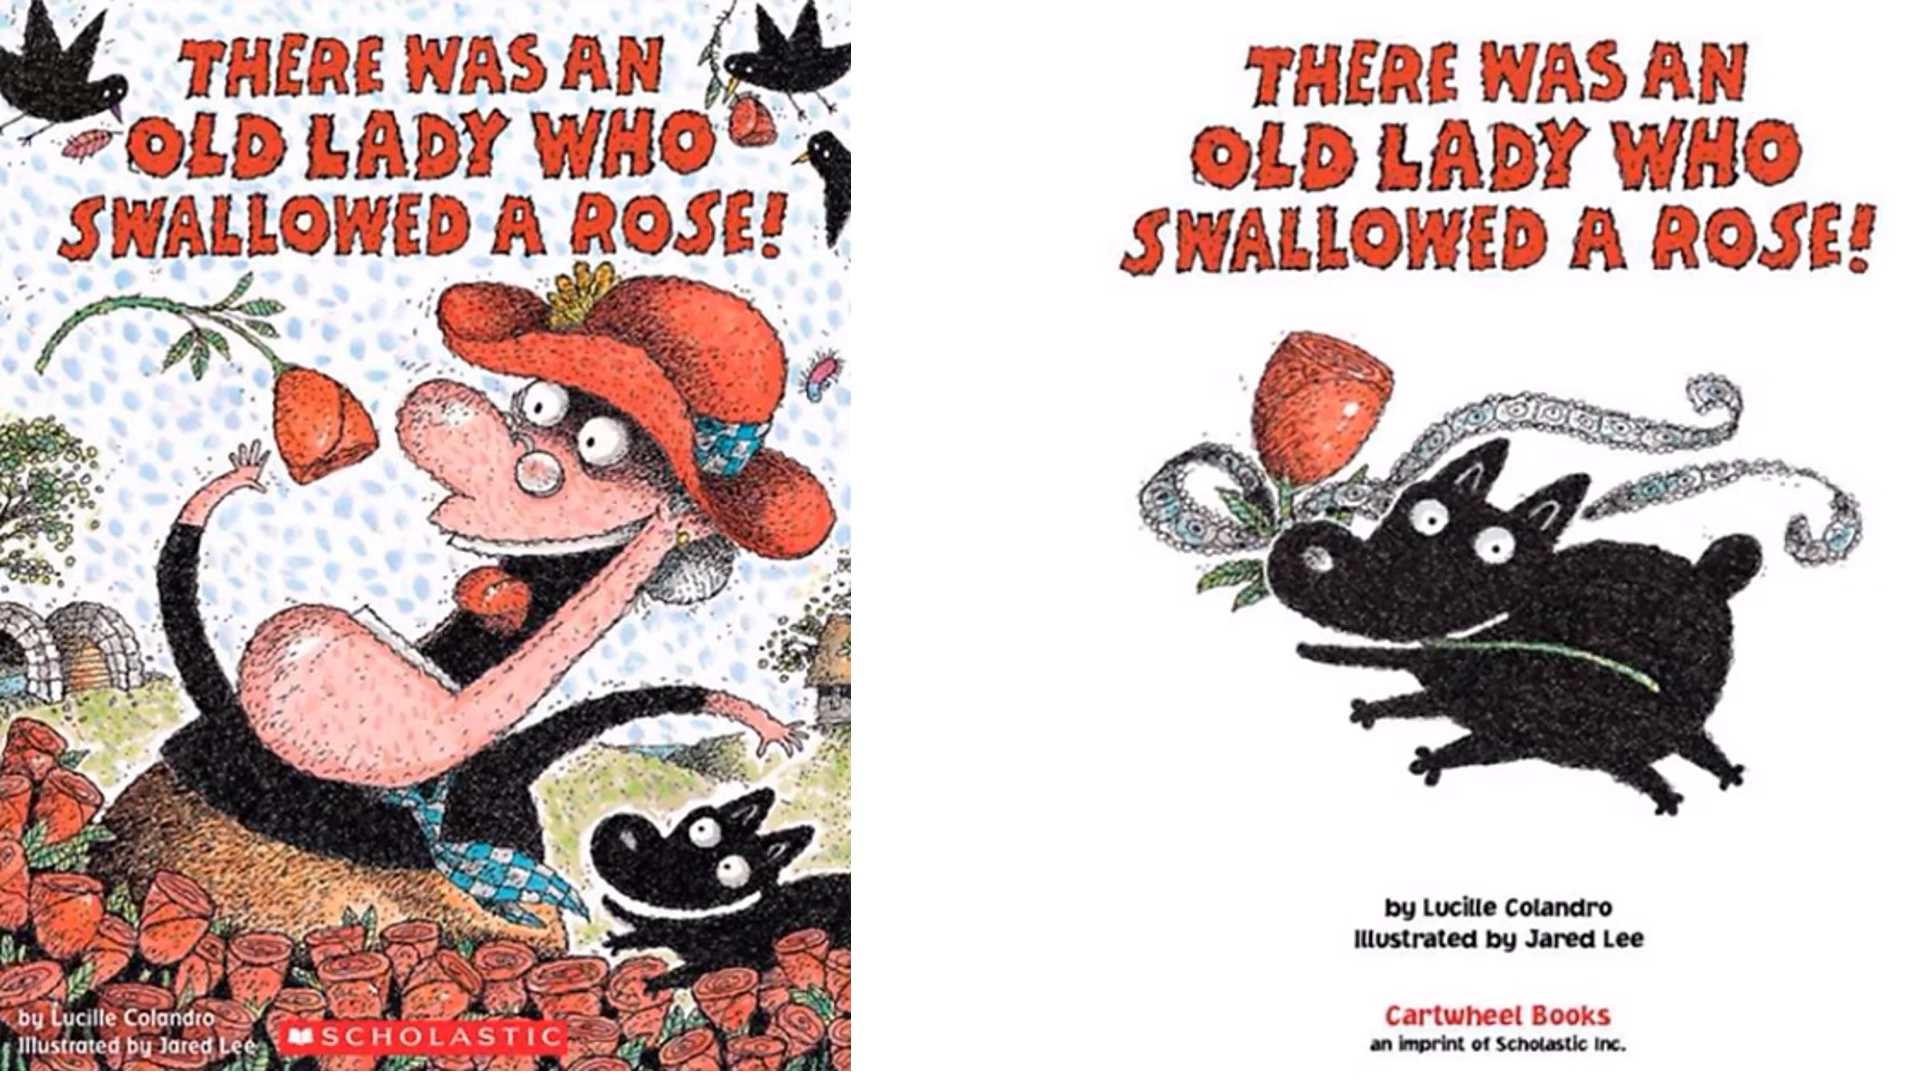 THERE WAS AN
OLD LADY WHO
SWALLOWED A ROSE!
by Lucille Colandro
Illustrated by Jared Lee
SCHOLASTIC
THERE WAS AN
OLD LADY WHO
SWALLOWED A ROSE!
by Lucille Colandro
Illustrated by Jared Lee
Cartwheel Books
an imprint of Scholastic Inc.